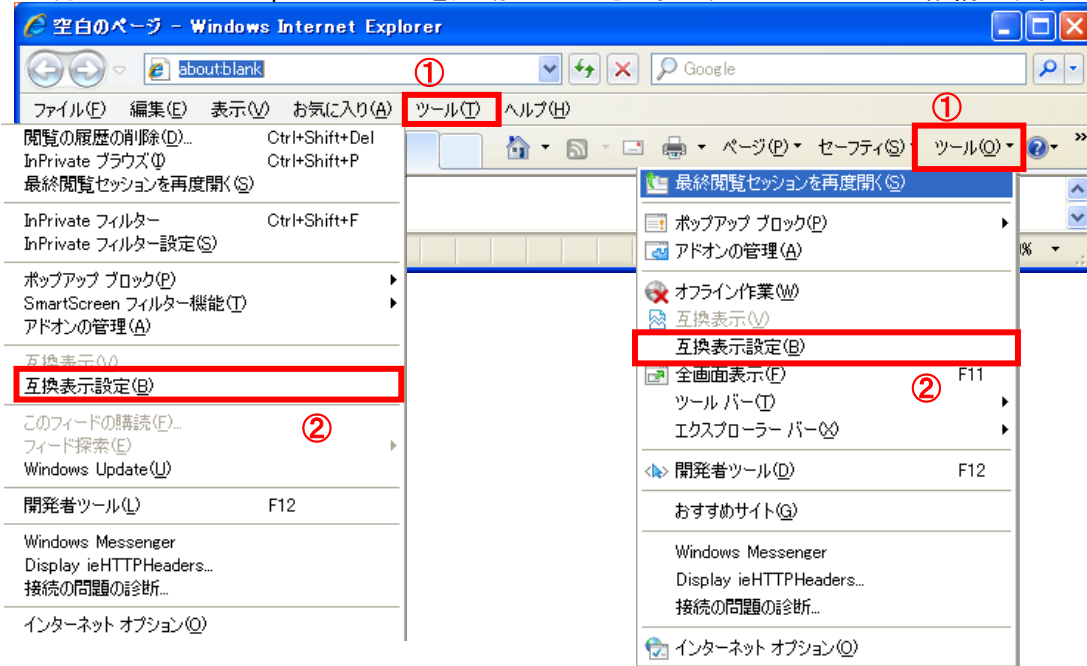 空白のページ - Windows Internet Explorer
about:blank
Google
①
ファイル(F) 編集(E) 表示(V) お気に入り(A) ツール(T) ヘルプ(H)
①
ページ(P) セーフティ(S) ツール(O) »
閲覧の履歴の削除(D)... Ctrl+Shift+Del
InPrivate ブラウズ(I) Ctrl+Shift+P
最終閲覧セッションを再度開く(S)
InPrivate フィルター Ctrl+Shift+F
InPrivate フィルター設定(S)
ポップアップ ブロック(P)
SmartScreen フィルター機能(T)
アドオンの管理(A)
互換表示(V)
互換表示設定(B)
②
このフィードの購読(F)...
フィード探索(E)
Windows Update(U)
開発者ツール(L) F12
Windows Messenger
Display ieHTTPHeaders...
接続の問題の診断...
インターネット オプション(O)
最終閲覧セッションを再度開く(S)
ポップアップ ブロック(P)
アドオンの管理(A)
%
オフライン作業(W)
互換表示(V)
互換表示設定(B)
全画面表示(F) F11
②
ツール バー(T)
エクスプローラー バー(X)
開発者ツール(D) F12
おすすめサイト(G)
Windows Messenger
Display ieHTTPHeaders...
接続の問題の診断...
インターネット オプション(O)